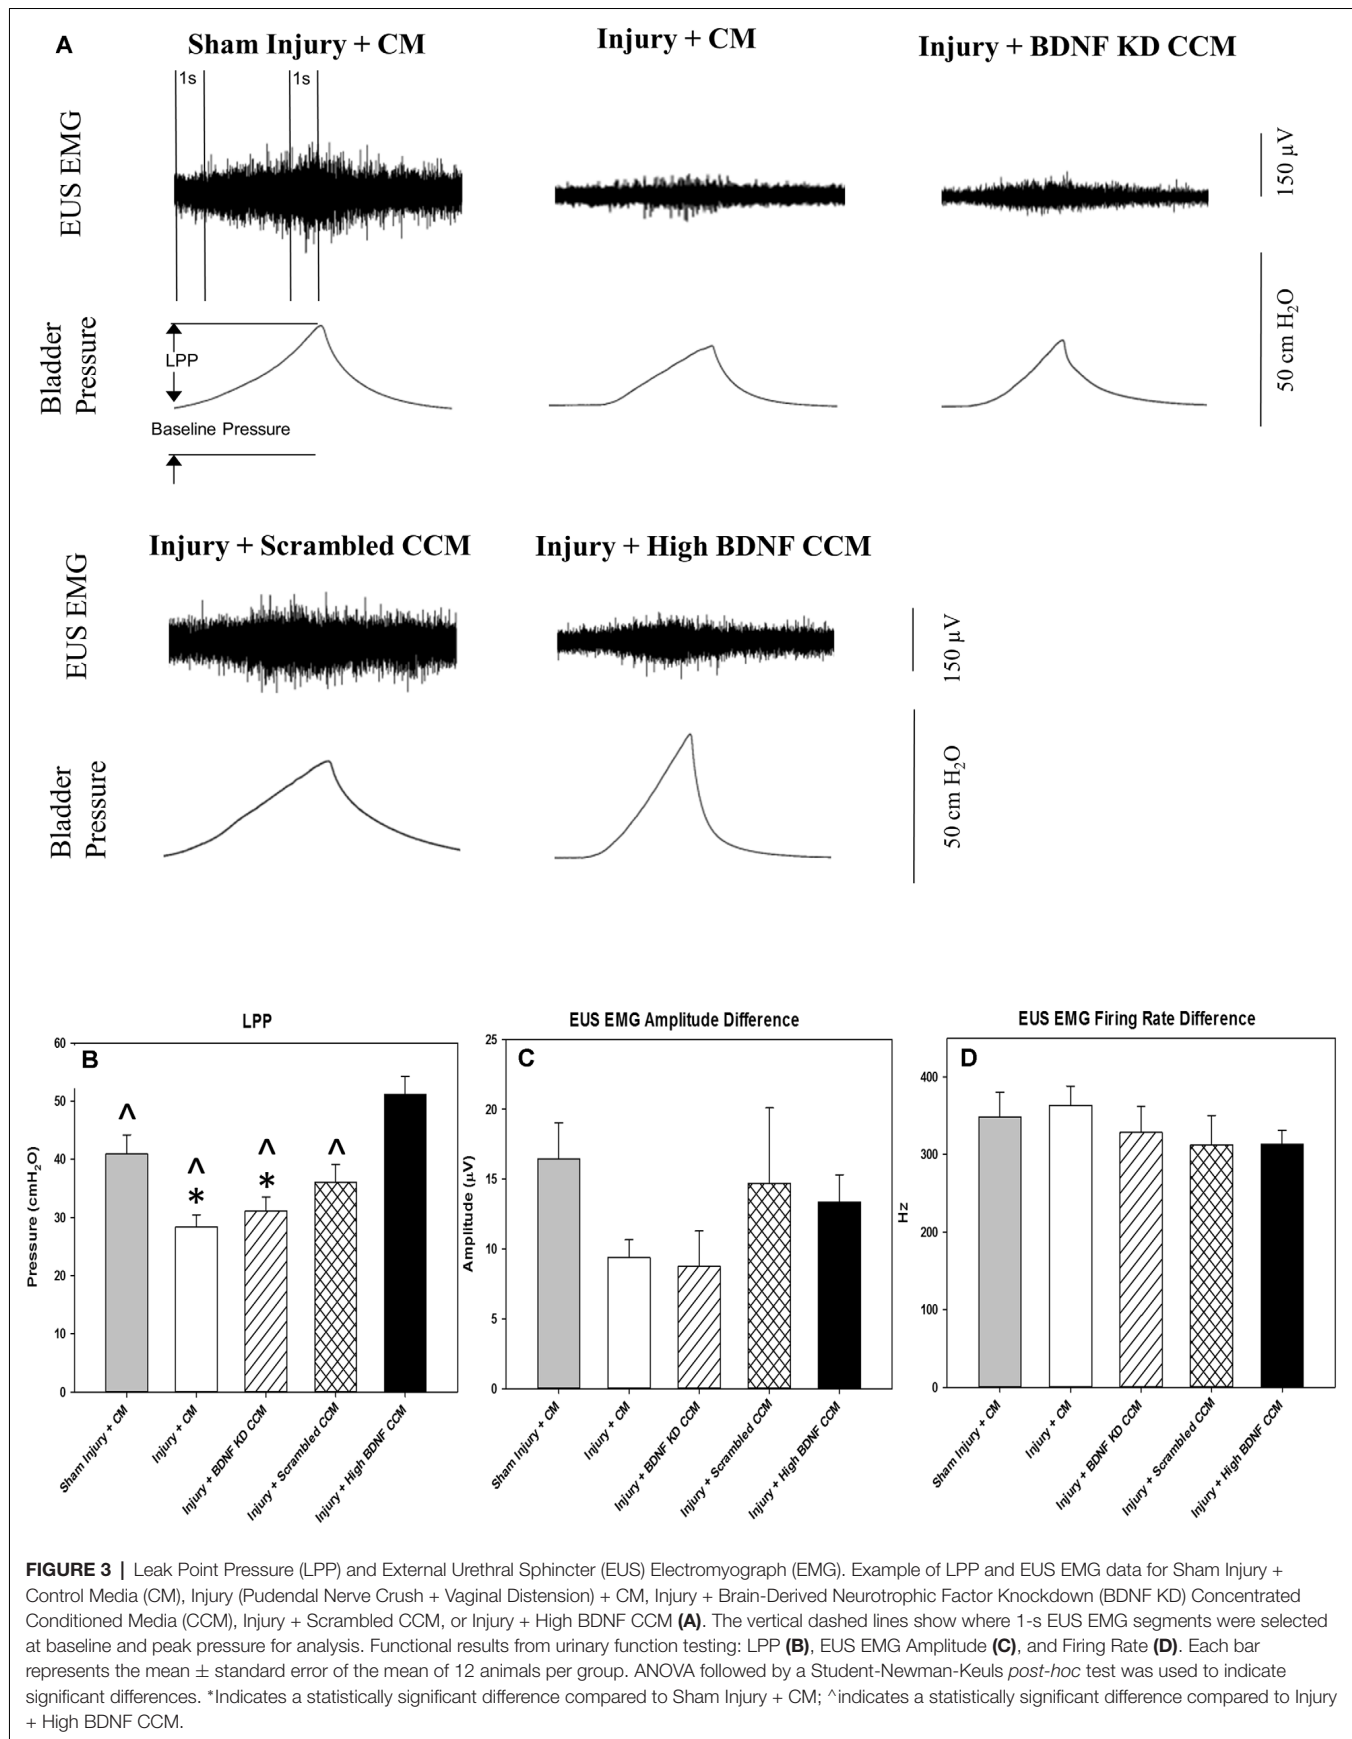 A
Sham Injury + CM
Injury + CM
Injury + BDNF KD CCM
1s
1s
EUS EMG
150 μV
Bladder
Pressure
LPP
Baseline Pressure
50 cm H₂O
Injury + Scrambled CCM
Injury + High BDNF CCM
EUS EMG
150 μV
Bladder
Pressure
50 cm H₂O
LPP
B
Pressure (cmH₂O)
60
50
40
30
20
10
0
^
^
*
^
*
^
Sham Injury + CM
Injury + CM
Injury + BDNF KD CCM
Injury + Scrambled CCM
Injury + High BDNF CCM
EUS EMG Amplitude Difference
C
Amplitude (μV)
25
20
15
10
5
0
Sham Injury + CM
Injury + CM
Injury + BDNF KD CCM
Injury + Scrambled CCM
Injury + High BDNF CCM
EUS EMG Firing Rate Difference
D
Hz
400
300
200
100
0
Sham Injury + CM
Injury + CM
Injury + BDNF KD CCM
Injury + Scrambled CCM
Injury + High BDNF CCM
FIGURE 3 | Leak Point Pressure (LPP) and External Urethral Sphincter (EUS) Electromyograph (EMG). Example of LPP and EUS EMG data for Sham Injury +
Control Media (CM), Injury (Pudendal Nerve Crush + Vaginal Distension) + CM, Injury + Brain-Derived Neurotrophic Factor Knockdown (BDNF KD) Concentrated
Conditioned Media (CCM), Injury + Scrambled CCM, or Injury + High BDNF CCM (A). The vertical dashed lines show where 1-s EUS EMG segments were selected
at baseline and peak pressure for analysis. Functional results from urinary function testing: LPP (B), EUS EMG Amplitude (C), and Firing Rate (D). Each bar
represents the mean ± standard error of the mean of 12 animals per group. ANOVA followed by a Student-Newman-Keuls post-hoc test was used to indicate
significant differences. *Indicates a statistically significant difference compared to Sham Injury + CM; ^indicates a statistically significant difference compared to Injury
+ High BDNF CCM.